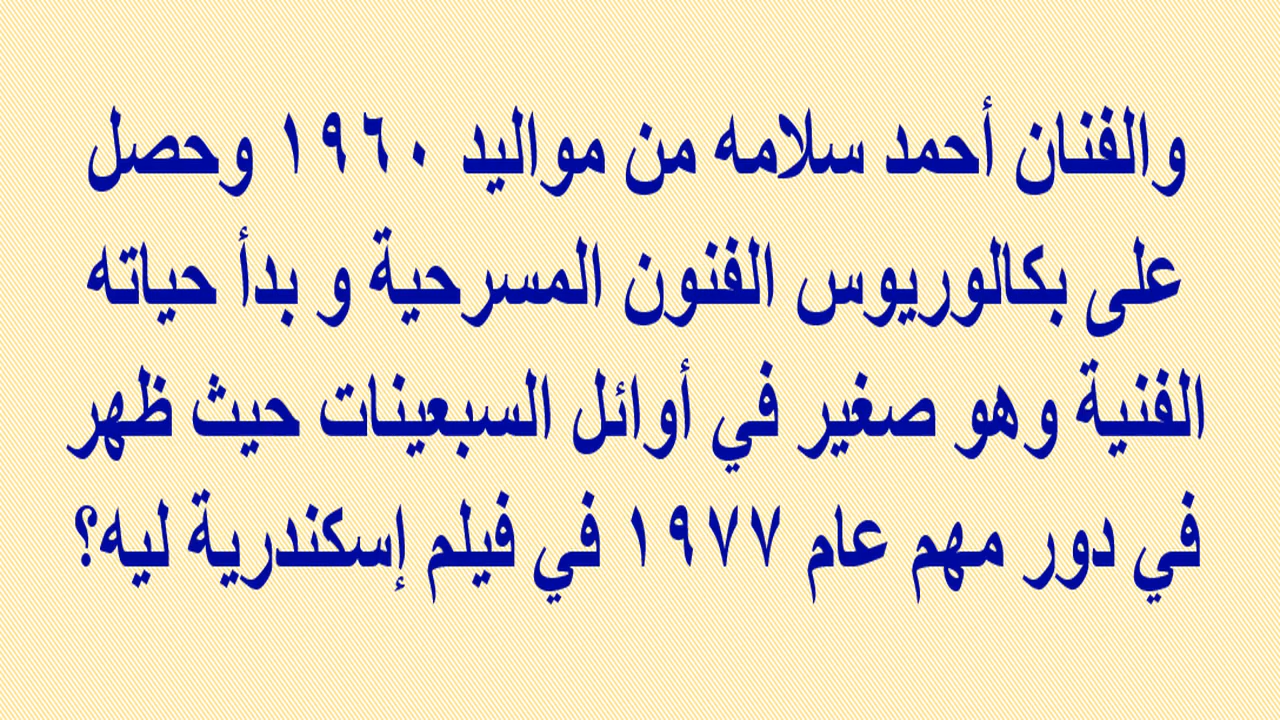 والفنان أحمد سلامه من مواليد ١٩٦٠ وحصل
على بكالوريوس الفنون المسرحية و بدأ حياته
الفنية وهو صغير في أوائل السبعينات حيث ظهر
في دور مهم عام ١٩٧٧ في فيلم إسكندرية ليه؟